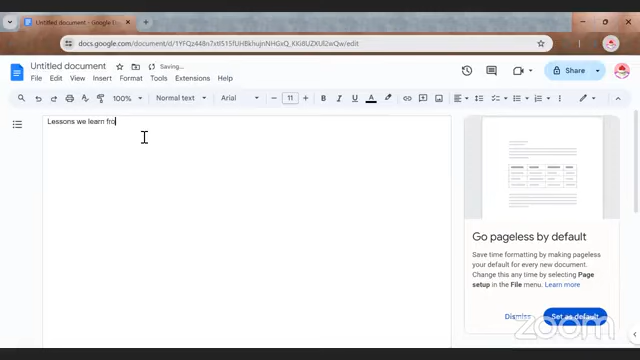 Untitled document - Google D
docs.google.com/document/d/
Untitled document
Saving...
File Edit View Insert Format Tools Extensions Help
Share
100% Normal text Arial 11 B I U A
Lessons we learn fro
Go pageless by default
Save time formatting by making pageless
your default for every new document.
Change this any time by selecting Page
setup in the File menu. Learn more
Dismiss Set as default
zoom